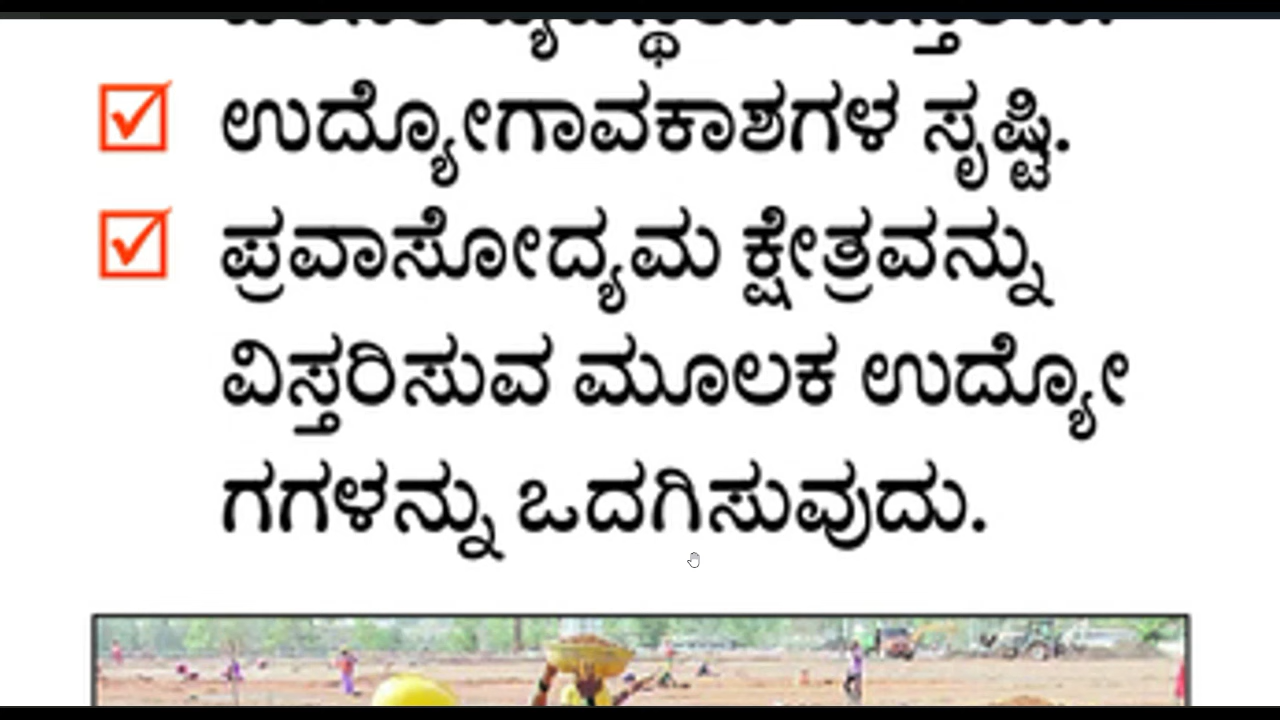 ಉದ್ಯೋಗಾವಕಾಶಗಳ ಸೃಷ್ಟಿ.
ಪ್ರವಾಸೋದ್ಯಮ ಕ್ಷೇತ್ರವನ್ನು
ವಿಸ್ತರಿಸುವ ಮೂಲಕ ಉದ್ಯೋ
ಗಗಳನ್ನು ಒದಗಿಸುವುದು.